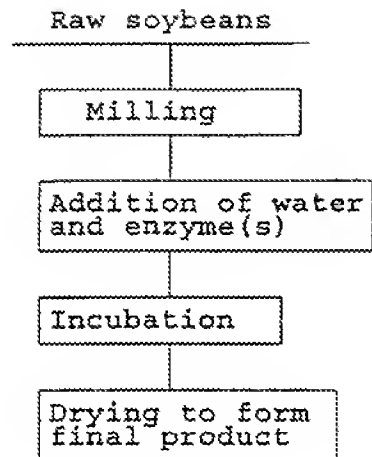 Raw soybeans
Milling
Addition of water
and enzyme(s)
Incubation
Drying to form
final product